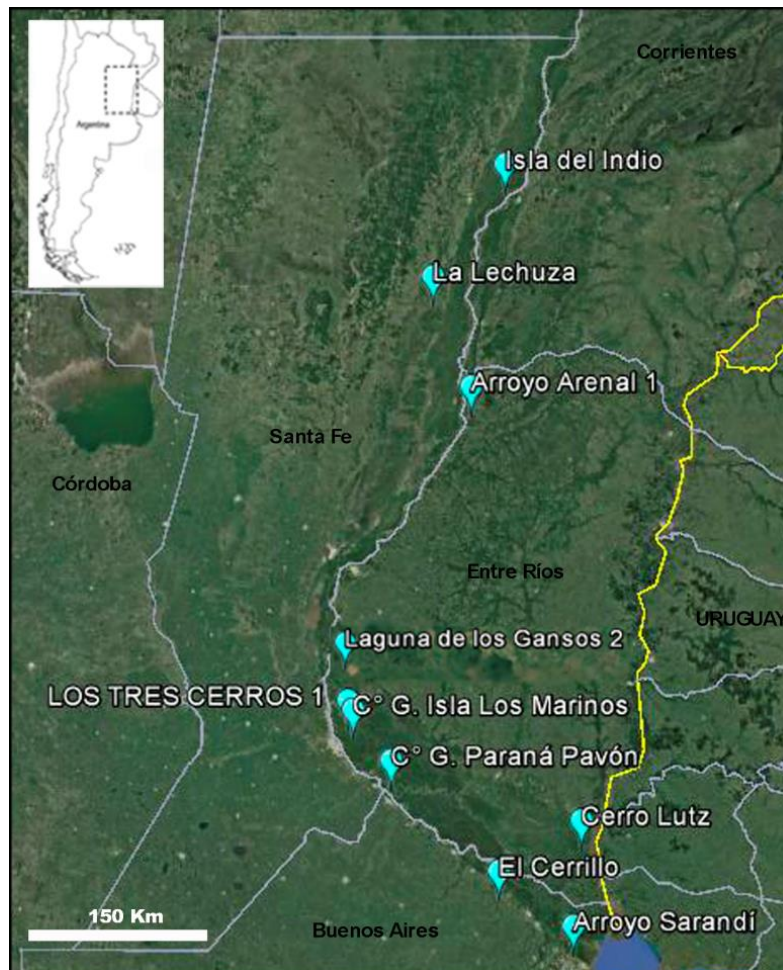 Corrientes
Argentina
Isla del Indio
La Lechuza
Arroyo Arenal 1
Santa Fe
Córdoba
Entre Ríos
URUGUAY
Laguna de los Gansos 2
LOS TRES CERROS 1
C° G. Isla Los Marinos
C° G. Paraná Pavón
Cerro Lutz
El Cerrillo
150 Km
Buenos Aires
Arroyo Sarandí